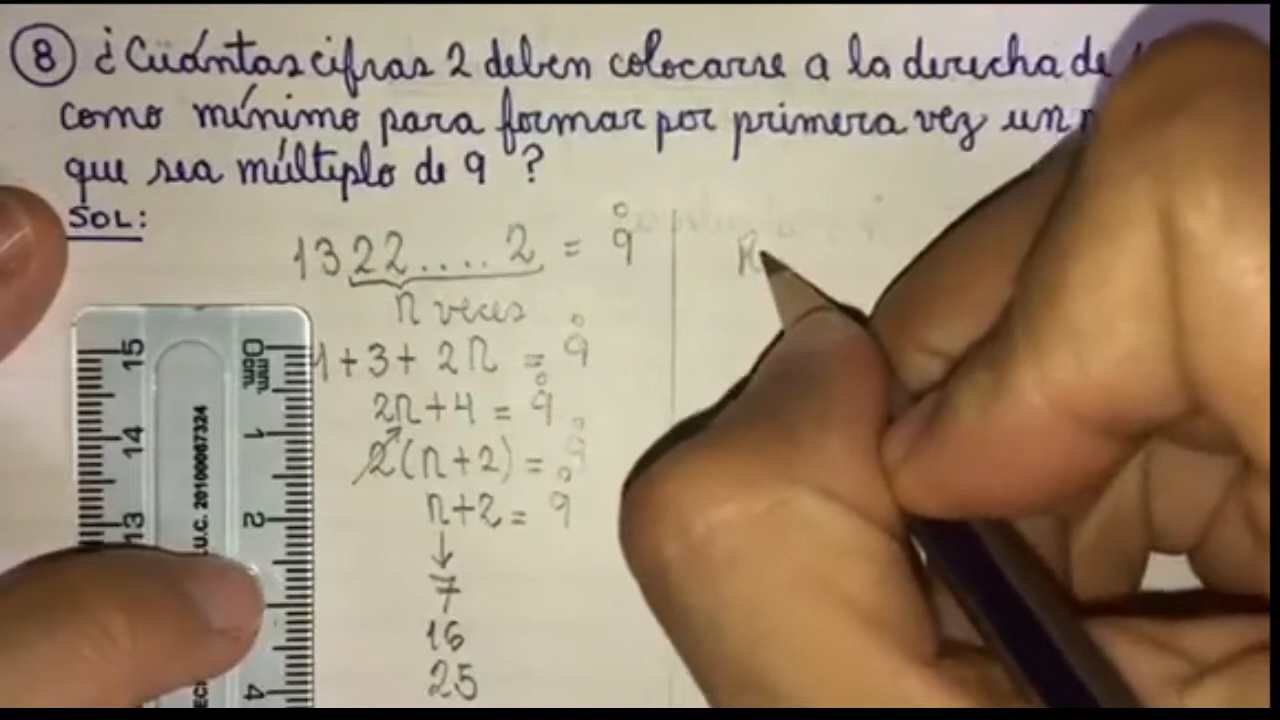 8 ¿Cuántas cifras 2 deben colocarse a la derecha de
como mínimo para formar por primera vez un
que sea múltiplo de 9 ?
SOL:
1322....2 = 9̊
n veces
1+3+2n = 9̊
2n+4 = 9̊
2(n+2) = 9̊
n+2 = 9̊
↓
7
16
25
15
14
13
0
mm.
cm.
1
2
4
U.C. 20100067324